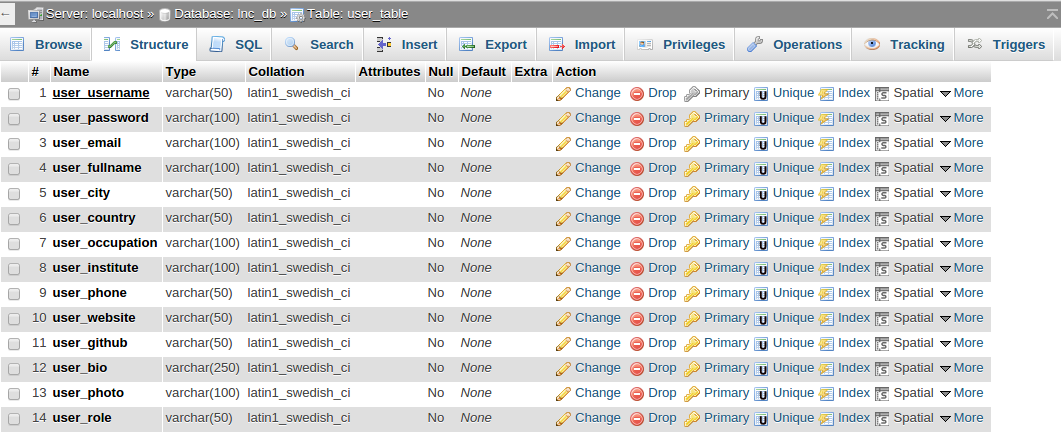 Server: localhost » Database: lnc_db » Table: user_table
Browse Structure SQL Search Insert Export Import Privileges Operations Tracking Triggers
# Name Type Collation Attributes Null Default Extra Action
1 user_username varchar(50) latin1_swedish_ci No None Change Drop Primary Unique Index Spatial More
2 user_password varchar(100) latin1_swedish_ci No None Change Drop Primary Unique Index Spatial More
3 user_email varchar(100) latin1_swedish_ci No None Change Drop Primary Unique Index Spatial More
4 user_fullname varchar(100) latin1_swedish_ci No None Change Drop Primary Unique Index Spatial More
5 user_city varchar(50) latin1_swedish_ci No None Change Drop Primary Unique Index Spatial More
6 user_country varchar(50) latin1_swedish_ci No None Change Drop Primary Unique Index Spatial More
7 user_occupation varchar(100) latin1_swedish_ci No None Change Drop Primary Unique Index Spatial More
8 user_institute varchar(100) latin1_swedish_ci No None Change Drop Primary Unique Index Spatial More
9 user_phone varchar(50) latin1_swedish_ci No None Change Drop Primary Unique Index Spatial More
10 user_website varchar(50) latin1_swedish_ci No None Change Drop Primary Unique Index Spatial More
11 user_github varchar(50) latin1_swedish_ci No None Change Drop Primary Unique Index Spatial More
12 user_bio varchar(250) latin1_swedish_ci No None Change Drop Primary Unique Index Spatial More
13 user_photo varchar(100) latin1_swedish_ci No None Change Drop Primary Unique Index Spatial More
14 user_role varchar(50) latin1_swedish_ci No None Change Drop Primary Unique Index Spatial More